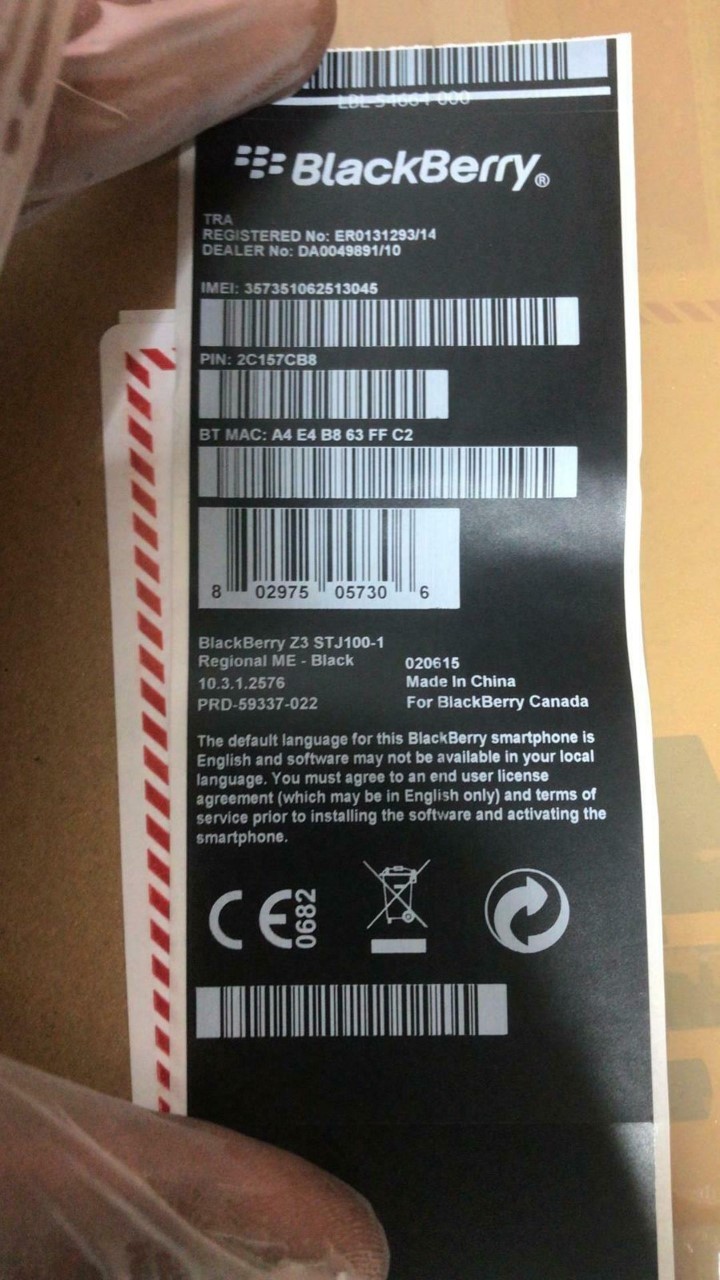 LBL-54661-000
BlackBerry®
TRA
REGISTERED No: ER0131293/14
DEALER No: DA0049891/10
IMEI: 357351062513045
PIN: 2C157CB8
BT MAC: A4 E4 B8 63 FF C2
8 02975 05730 6
BlackBerry Z3 STJ100-1
Regional ME - Black
020615
10.3.1.2576
Made In China
PRD-59337-022
For BlackBerry Canada
The default language for this BlackBerry smartphone is
English and software may not be available in your local
language. You must agree to an end user license
agreement (which may be in English only) and terms of
service prior to installing the software and activating the
smartphone.
CE 0682